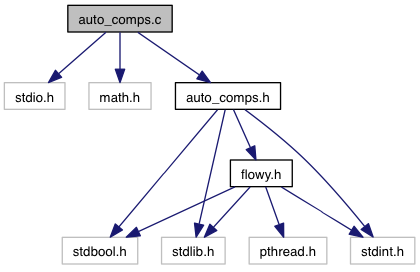 auto_comps.c
stdio.h
math.h
auto_comps.h
flowy.h
stdbool.h
stdlib.h
pthread.h
stdint.h